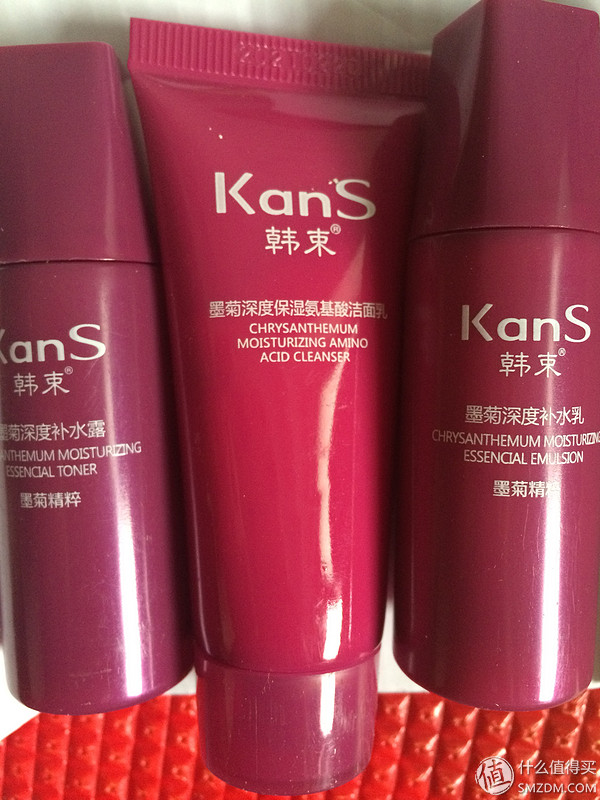 KanS
韩束®
墨菊深度保湿氨基酸洁面乳
CHRYSANTHEMUM
MOISTURIZING AMINO
ACID CLEANSER
KanS
韩束®
墨菊深度补水露
ANTHEMUM MOISTURIZING
ESSENCIAL TONER
墨菊精粹
KanS
韩束®
墨菊深度补水乳
CHRYSANTHEMUM MOISTURIZING
ESSENCIAL EMULSION
墨菊精粹
值 什么值得买
SMZDM.COM